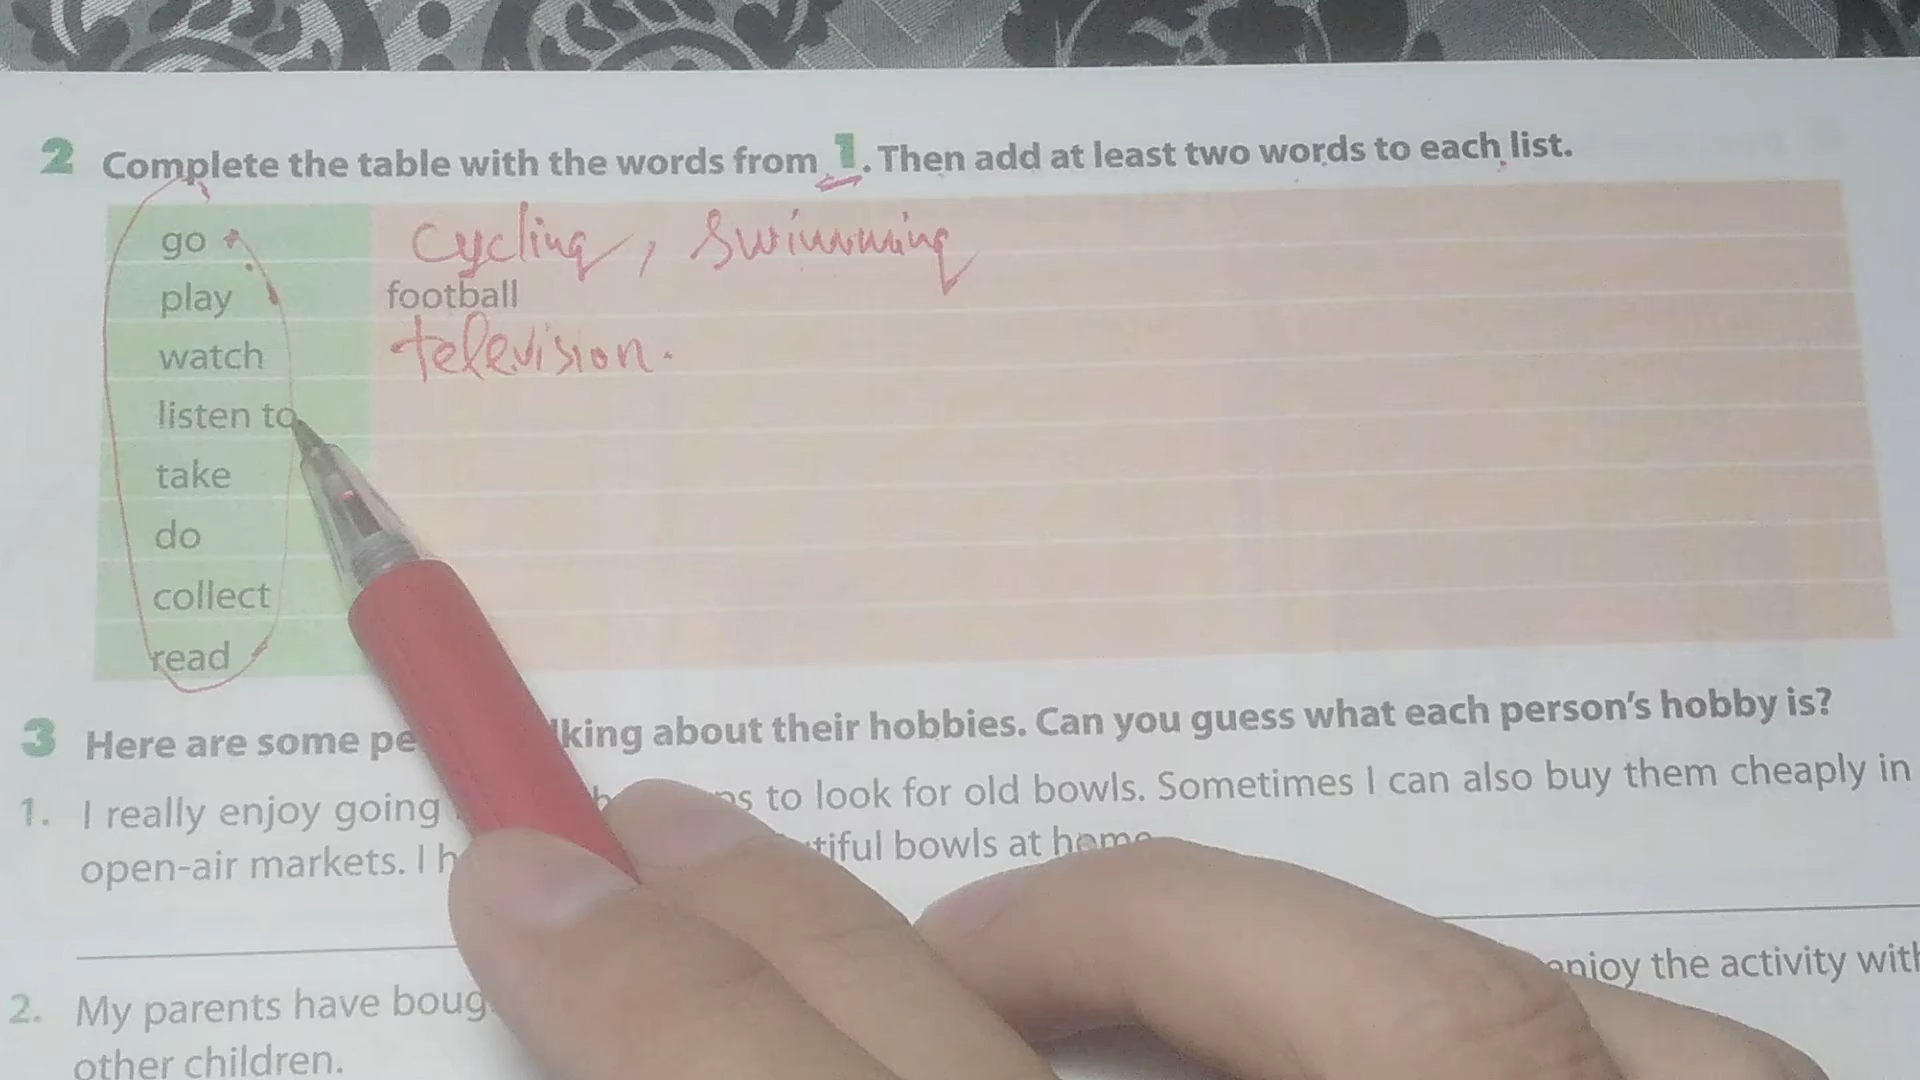 2 Complete the table with the words from 1. Then add at least two words to each list.
go cycling, swimming
play football
watch television.
listen to
take
do
collect
read
3 Here are some pe lking about their hobbies. Can you guess what each person's hobby is?
1. I really enjoy going to look for old bowls. Sometimes I can also buy them cheaply in
open-air markets. I h tiful bowls at home
enjoy the activity with
2. My parents have boug
other children.